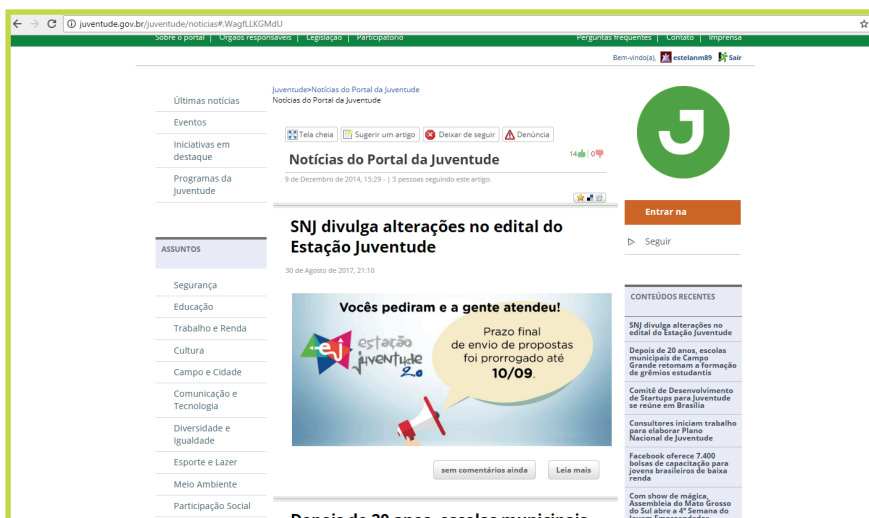 juventude.gov.br/juventude/noticias#.WagfLLKGMdU
Sobre o portal | Órgãos responsáveis | Legislação | Participatório
Perguntas frequentes | Contato | Imprensa
Bem-vindo(a), estelanm89 Sair
Últimas notícias
Eventos
Iniciativas em
destaque
Programas da
Juventude
ASSUNTOS
Segurança
Educação
Trabalho e Renda
Cultura
Campo e Cidade
Comunicação e
Tecnologia
Diversidade e
Igualdade
Esporte e Lazer
Meio Ambiente
Participação Social
Juventude>Notícias do Portal da Juventude
Notícias do Portal da Juventude
Tela cheia
Sugerir um artigo
Deixar de seguir
Denúncia
Notícias do Portal da Juventude
14 | 0
9 de Dezembro de 2014, 15:29 - | 3 pessoas seguindo este artigo.
SNJ divulga alterações no edital do
Estação Juventude
30 de Agosto de 2017, 21:10
Vocês pediram e a gente atendeu!
ej estação
juventude
2.0
Prazo final
de envio de propostas
foi prorrogado até
10/09.
sem comentários ainda
Leia mais
Depois de 20 anos, escolas municipais
J
Entrar na
Seguir
CONTEÚDOS RECENTES
SNJ divulga alterações no
edital do Estação Juventude
Depois de 20 anos, escolas
municipais de Campo
Grande retomam a formação
de grêmios estudantis
Comitê de Desenvolvimento
de Startups para Juventude
se reúne em Brasília
Consultores iniciam trabalho
para elaborar Plano
Nacional de Juventude
Facebook oferece 7.400
bolsas de capacitação para
jovens brasileiros de baixa
renda
Com show de mágica,
Assembleia do Mato Grosso
do Sul abre a 4ª Semana do
Jovem Empreendedor